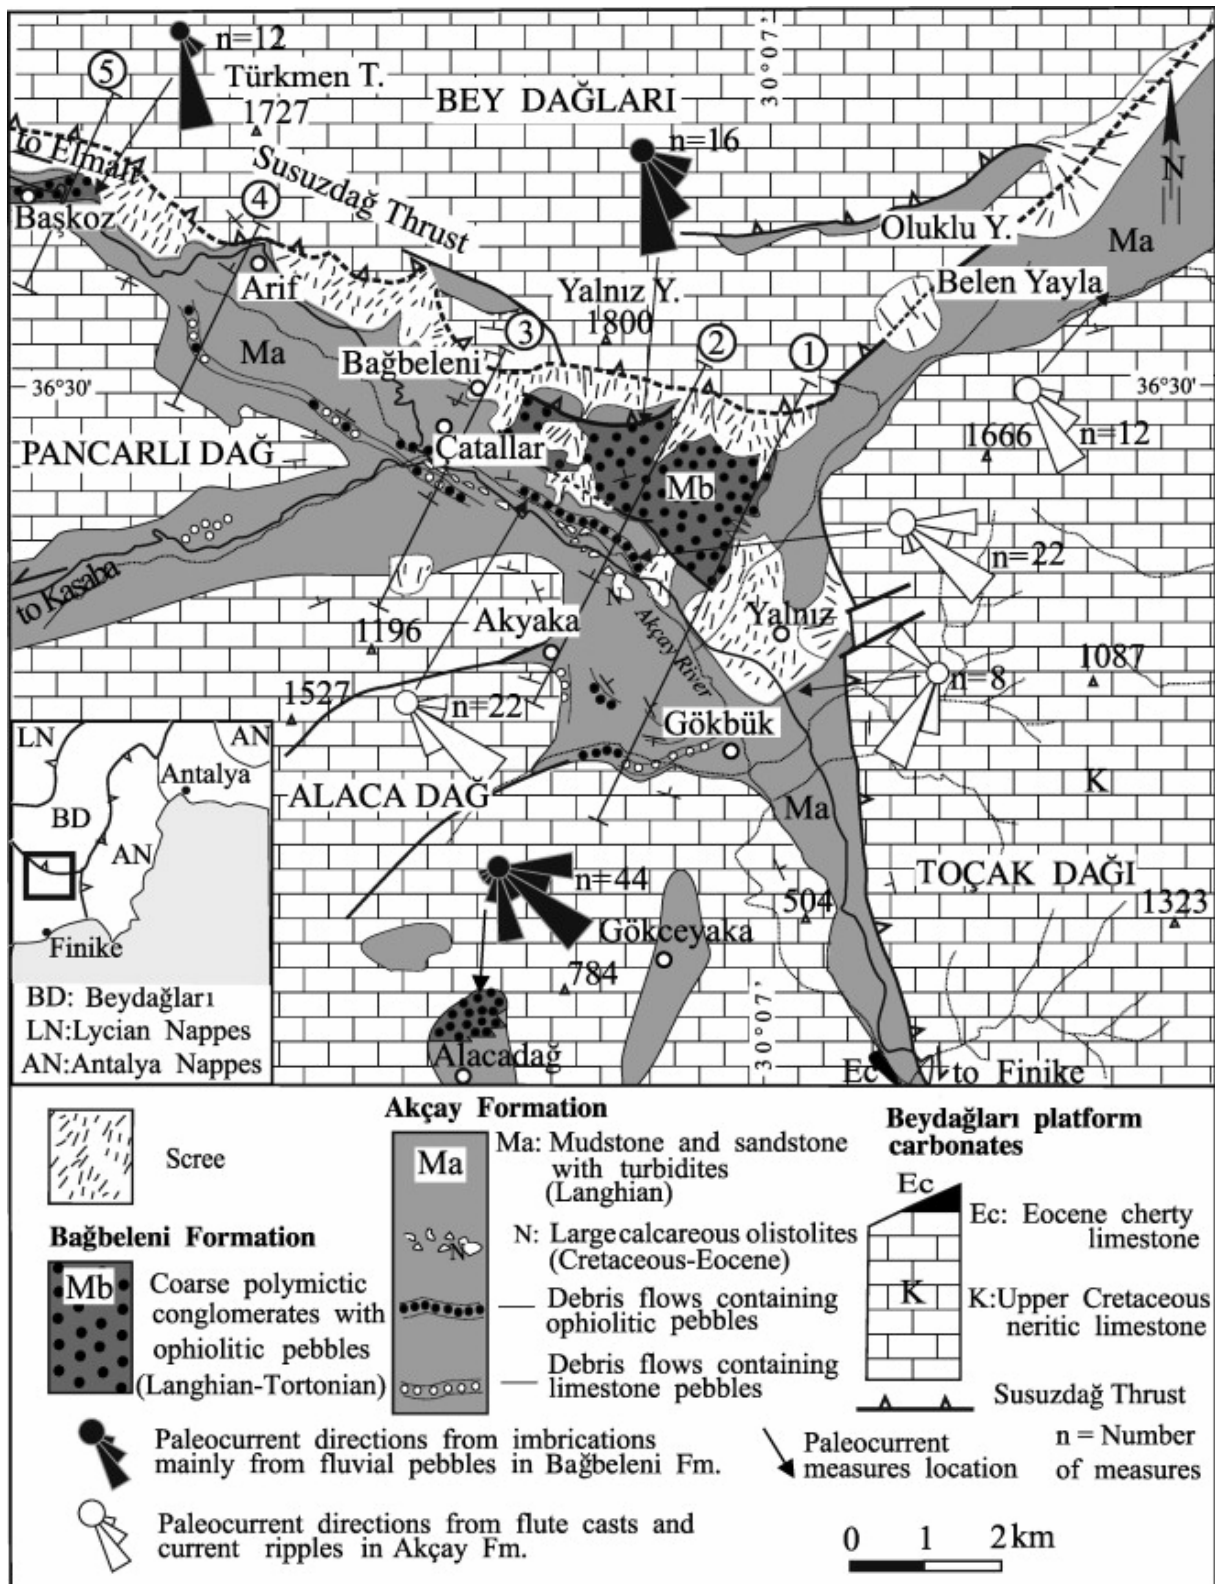 n=12
5
Türkmen T.
1727
BEY DAĞLARI
30°07'
to Elmalı
n=16
N
Susuzdağ Thrust
4
Başkoz
Oluklu Y.
Ma
Arif
Belen Yayla
Yalnız Y.
1800
3
2
1
Ma
Bağbeleni
36°30'
36°30'
Çatallar
1666
n=12
PANCARLI DAĞ
Mb
n=22
to Kasaba
N
Akyaka
Akçay River
Yalnız
1196
1087
n=8
1527
n=22
Gökbük
LN
AN
Antalya
ALACA DAĞ
K
BD
Ma
AN
n=44
TOÇAK DAĞI
504
1323
Gökceyaka
Finike
784
30°07'
BD: Beydağları
LN:Lycian Nappes
AN:Antalya Nappes
Alacadağ
Ec
to Finike
Scree
Bağbeleni Formation
Mb
Coarse polymictic
conglomerates with
ophiolitic pebbles
(Langhian-Tortonian)
Akçay Formation
Ma
Ma: Mudstone and sandstone
with turbidites
(Langhian)
N
N: Large calcareous olistolites
(Cretaceous-Eocene)
Debris flows containing
ophiolitic pebbles
Debris flows containing
limestone pebbles
Beydağları platform
carbonates
Ec
Ec: Eocene cherty
limestone
K
K:Upper Cretaceous
neritic limestone
Susuzdağ Thrust
Paleocurrent directions from imbrications
mainly from fluvial pebbles in Bağbeleni Fm.
Paleocurrent
measures location
n = Number
of measures
Paleocurrent directions from flute casts and
current ripples in Akçay Fm.
0 1 2 km